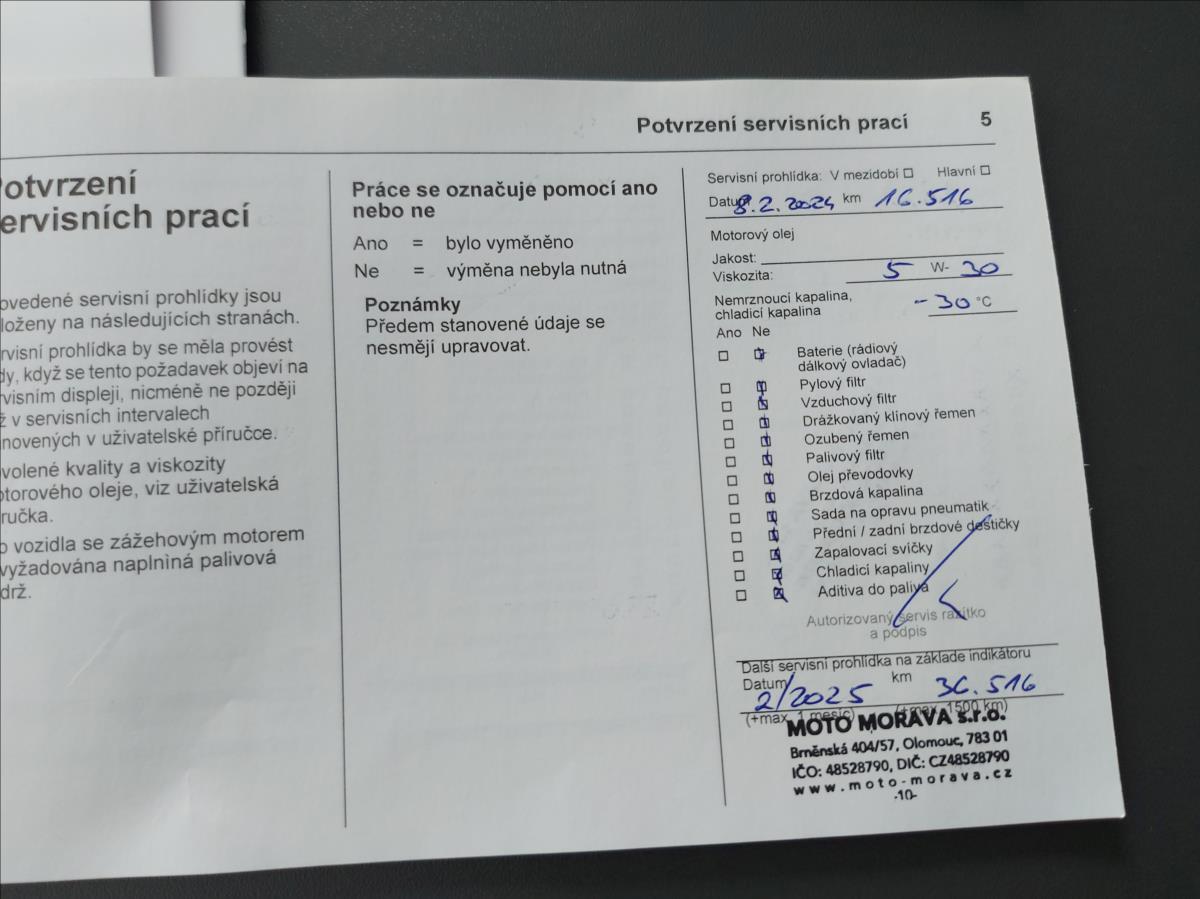 Potvrzení servisních prací 5
otvrzení
ervisních prací
ovedené servisní prohlídky jsou
loženy na následujících stranách.
rvisní prohlídka by se měla provést
dy, když se tento požadavek objeví na
rvisním displeji, nicméně ne později
ž v servisních intervalech
novených v uživatelské příručce.
volené kvality a viskozity
otorového oleje, viz uživatelská
ručka.
o vozidla se zážehovým motorem
vyžadována naplnìná palivová
drž.
Práce se označuje pomocí ano
nebo ne
Ano = bylo vyměněno
Ne = výměna nebyla nutná
Poznámky
Předem stanovené údaje se
nesmějí upravovat.
Servisní prohlídka: V mezidobí ☐ Hlavní ☐
Datum 8.2.2024 km 16.516
Motorový olej
Jakost:
Viskozita: 5 W- 30
Nemrznoucí kapalina,
chladicí kapalina -30 °C
Ano Ne
Baterie (rádiový
dálkový ovladač)
Pylový filtr
Vzduchový filtr
Drážkovaný klínový řemen
Ozubený řemen
Palivový filtr
Olej převodovky
Brzdová kapalina
Sada na opravu pneumatik
Přední / zadní brzdové destičky
Zapalovací svíčky
Chladicí kapaliny
Aditiva do paliva
Autorizovaný servis razítko
a podpis
Další servisní prohlídka na základe indikátoru
Datum 2/2025 km 36.516
(+max. 1 mesíc) (+max. 1500 km)
MOTO MORAVA s.r.o.
Brněnská 404/57, Olomouc, 783 01
IČO: 48528790, DIČ: CZ48528790
www.moto-morava.cz
-10-